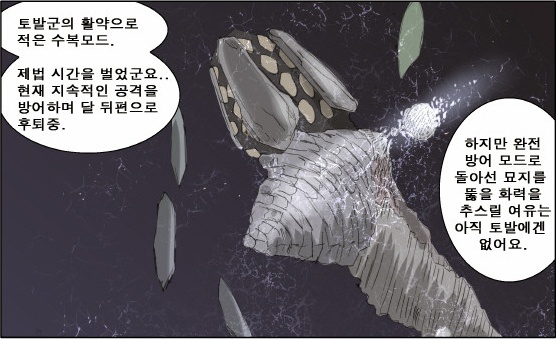 토발군의 활약으로
적은 수복모드.
제법 시간을 벌었군요..
현재 지속적인 공격을
방어하며 달 뒤편으로
후퇴중.
하지만 완전
방어 모드로
돌아선 묘지를
뚫을 화력을
추스릴 여유는
아직 토발에겐
없어요.